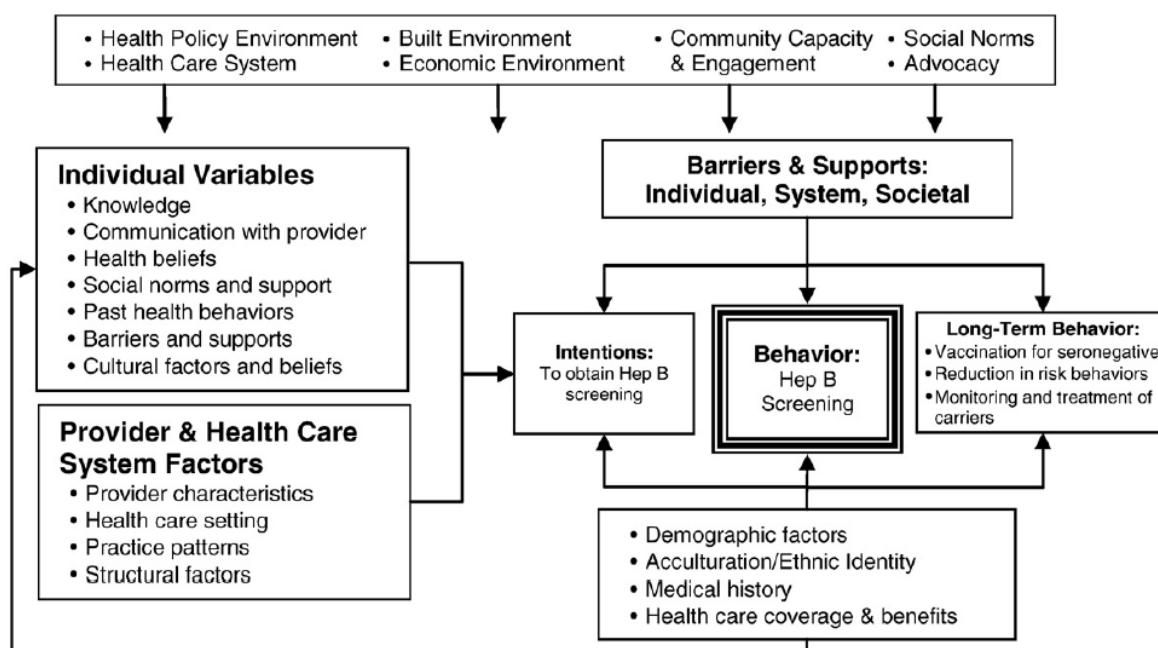 • Health Policy Environment
• Health Care System
• Built Environment
• Economic Environment
• Community Capacity
& Engagement
• Social Norms
• Advocacy
Individual Variables
• Knowledge
• Communication with provider
• Health beliefs
• Social norms and support
• Past health behaviors
• Barriers and supports
• Cultural factors and beliefs
Provider & Health Care
System Factors
• Provider characteristics
• Health care setting
• Practice patterns
• Structural factors
Barriers & Supports:
Individual, System, Societal
Intentions:
To obtain Hep B
screening
Behavior:
Hep B
Screening
Long-Term Behavior:
• Vaccination for seronegative
• Reduction in risk behaviors
• Monitoring and treatment of
carriers
• Demographic factors
• Acculturation/Ethnic Identity
• Medical history
• Health care coverage & benefits